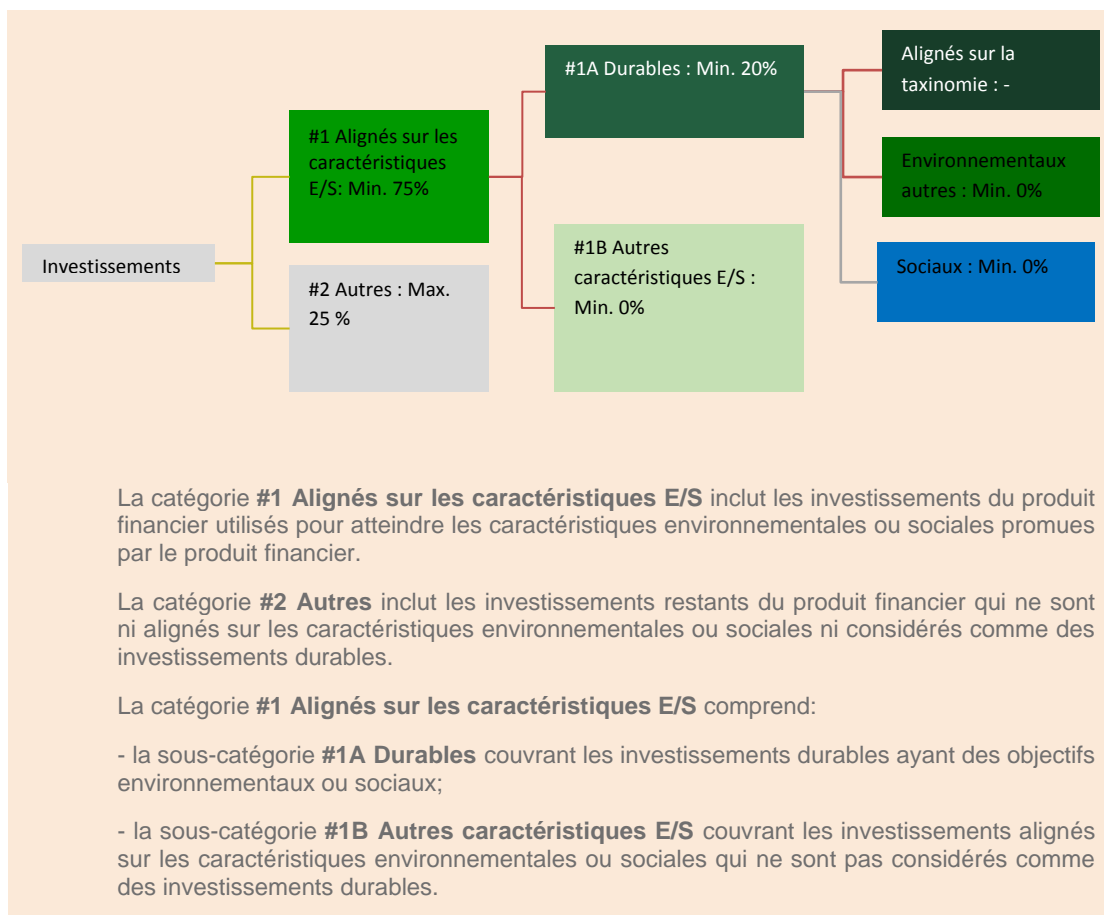 Investissements
#1 Alignés sur les
caractéristiques
E/S: Min. 75%
#2 Autres : Max.
25 %
#1A Durables : Min. 20%
#1B Autres
caractéristiques E/S :
Min. 0%
Alignés sur la
taxinomie : -
Environnementaux
autres : Min. 0%
Sociaux : Min. 0%
La catégorie #1 Alignés sur les caractéristiques E/S inclut les investissements du produit
financier utilisés pour atteindre les caractéristiques environnementales ou sociales promues
par le produit financier.
La catégorie #2 Autres inclut les investissements restants du produit financier qui ne sont
ni alignés sur les caractéristiques environnementales ou sociales ni considérés comme des
investissements durables.
La catégorie #1 Alignés sur les caractéristiques E/S comprend:
- la sous-catégorie #1A Durables couvrant les investissements durables ayant des objectifs
environnementaux ou sociaux;
- la sous-catégorie #1B Autres caractéristiques E/S couvrant les investissements alignés
sur les caractéristiques environnementales ou sociales qui ne sont pas considérés comme
des investissements durables.